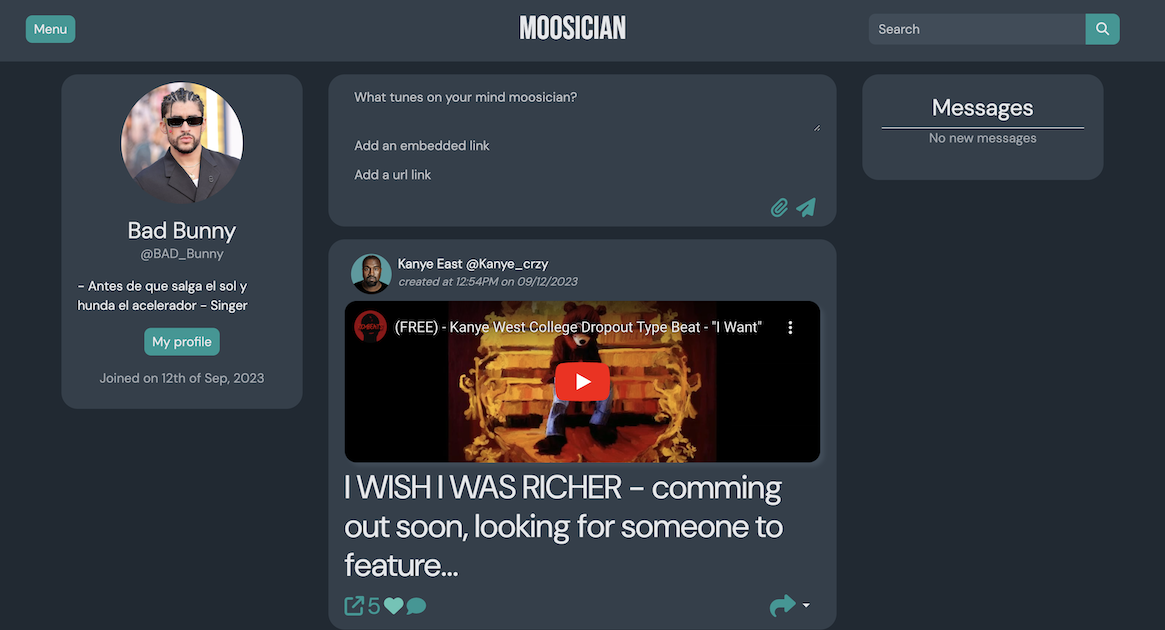 Menu
MOOSICIAN
Search
Bad Bunny
@BAD_Bunny
- Antes de que salga el sol y
hunda el acelerador - Singer
My profile
Joined on 12th of Sep, 2023
What tunes on your mind moosician?
Add an embedded link
Add a url link
Kanye East @Kanye_crzy
created at 12:54PM on 09/12/2023
(FREE) - Kanye West College Dropout Type Beat - "I Want"
I WISH I WAS RICHER - comming
out soon, looking for someone to
feature...
5
Messages
No new messages